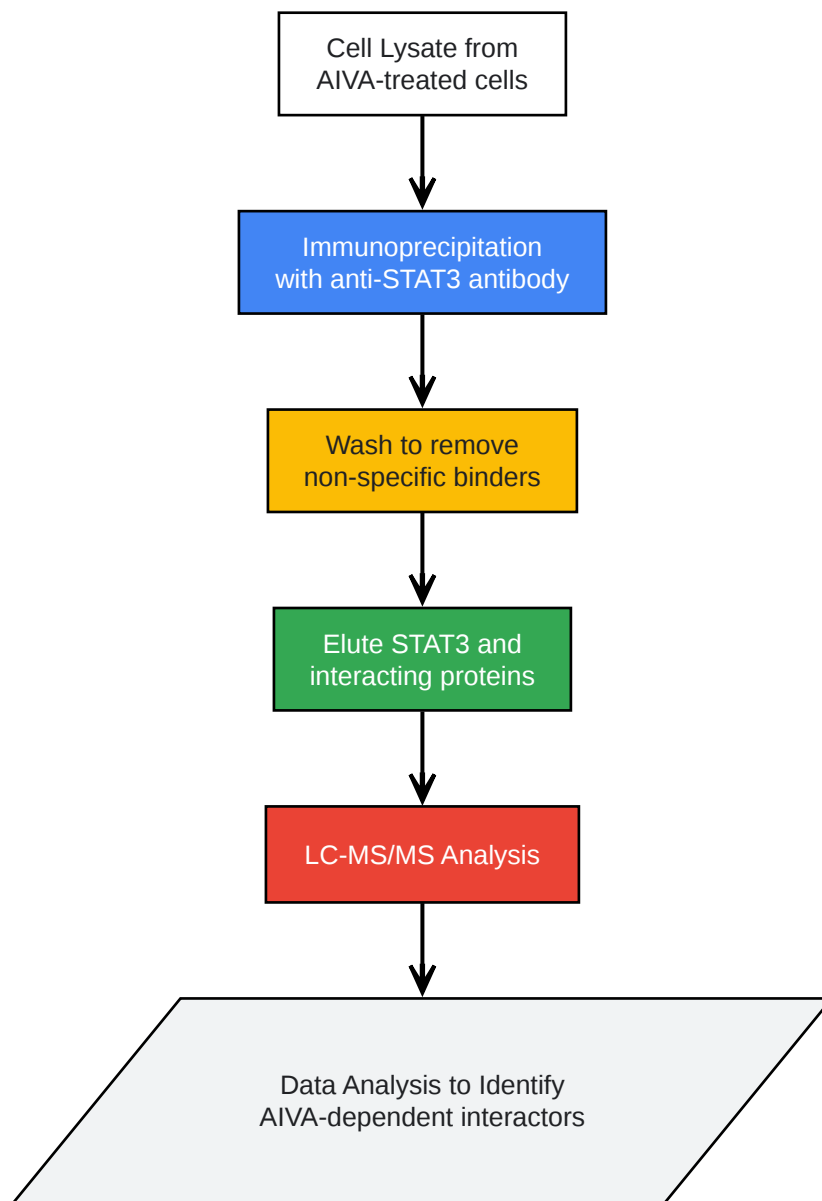 Cell Lysate from
AIVA-treated cells
Immunoprecipitation
with anti-STAT3 antibody
Wash to remove
non-specific binders
Elute STAT3 and
interacting proteins
LC-MS/MS Analysis
Data Analysis to Identify
AIVA-dependent interactors